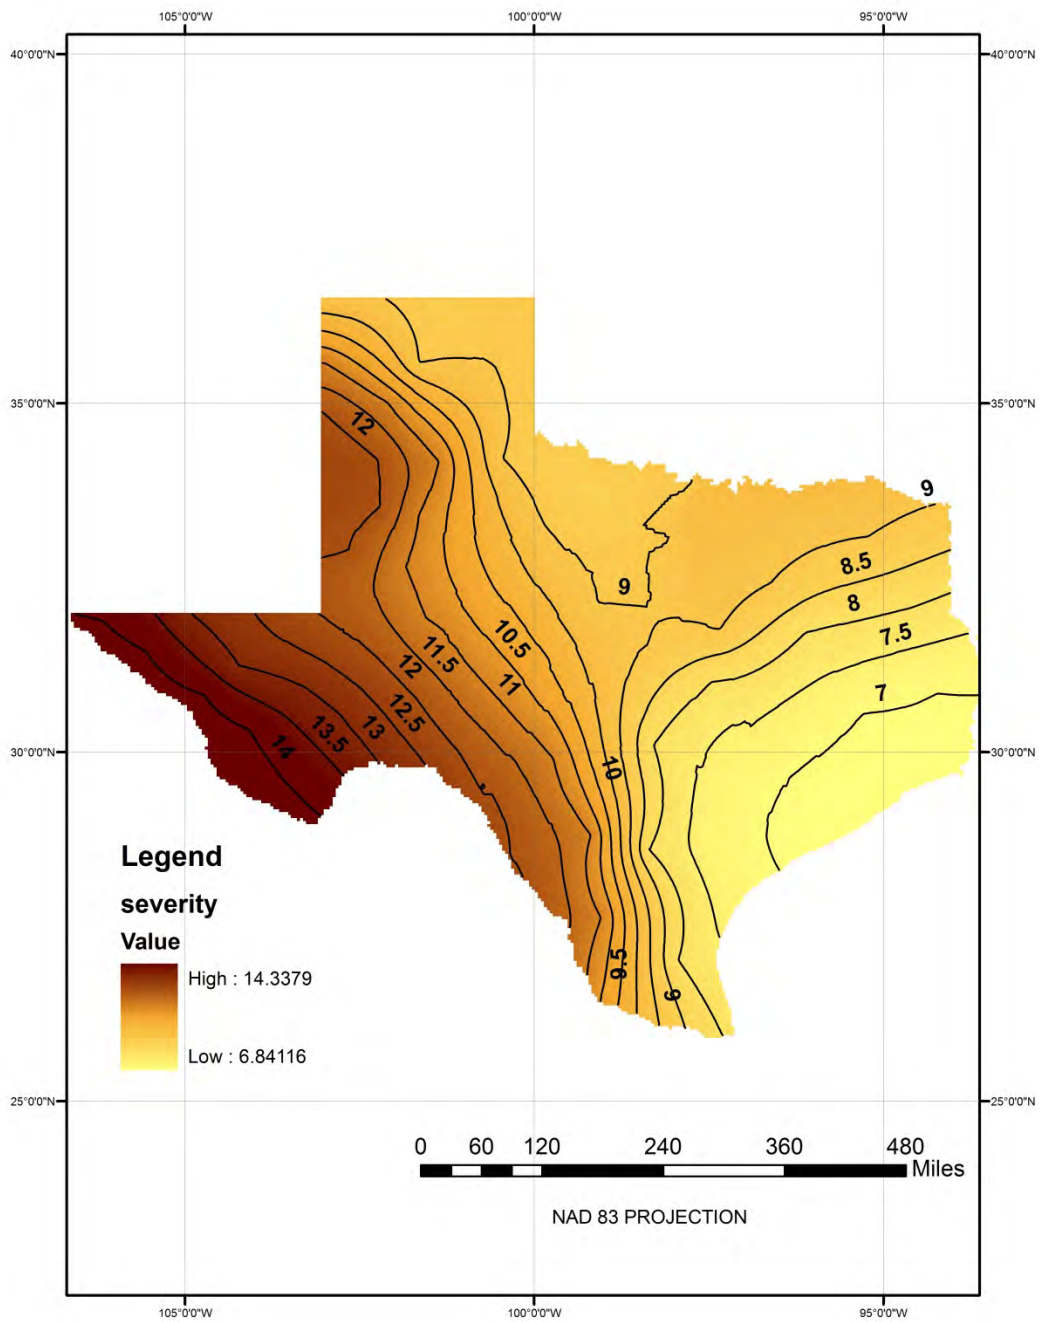 105°0'0"W 100°0'0"W 95°0'0"W
40°0'0"N 40°0'0"N
35°0'0"N 35°0'0"N
12
9
8.5
9
8
7.5
10.5
11.5
12
11
7
12.5
13
13.5
14
30°0'0"N 30°0'0"N
10
Legend
severity
Value
9.5
High : 14.3379
9
Low : 6.84116
25°0'0"N 25°0'0"N
0 60 120 240 360 480
Miles
NAD 83 PROJECTION
105°0'0"W 100°0'0"W 95°0'0"W